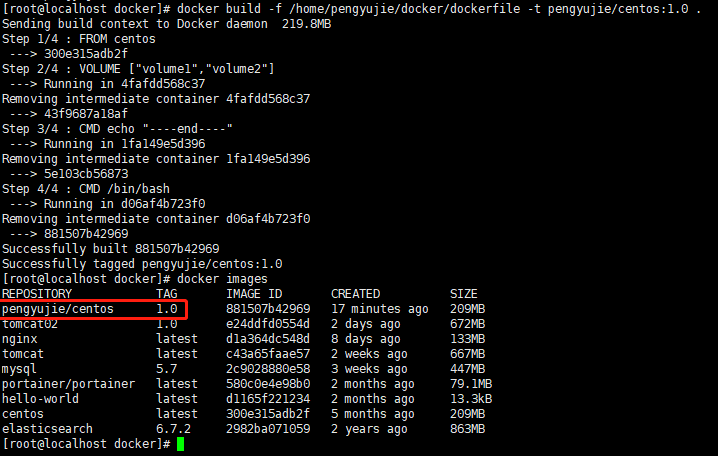 [root@localhost docker]# docker build -f /home/pengyujie/docker/dockerfile -t pengyujie/centos:1.0 .
Sending build context to Docker daemon  219.8MB
Step 1/4 : FROM centos
 ---> 300e315adb2f
Step 2/4 : VOLUME ["volume1","volume2"]
 ---> Running in 4fafdd568c37
Removing intermediate container 4fafdd568c37
 ---> 43f9687a18af
Step 3/4 : CMD echo "----end----"
 ---> Running in 1fa149e5d396
Removing intermediate container 1fa149e5d396
 ---> 5e103cb56873
Step 4/4 : CMD /bin/bash
 ---> Running in d06af4b723f0
Removing intermediate container d06af4b723f0
 ---> 881507b42969
Successfully built 881507b42969
Successfully tagged pengyujie/centos:1.0
[root@localhost docker]# docker images
REPOSITORY            TAG       IMAGE ID       CREATED          SIZE
pengyujie/centos      1.0       881507b42969   17 minutes ago   209MB
tomcat02              1.0       e24ddfd0554d   2 days ago       672MB
nginx                 latest    d1a364dc548d   8 days ago       133MB
tomcat                latest    c43a65faae57   2 weeks ago      667MB
mysql                 5.7       2c9028880e58   3 weeks ago      447MB
portainer/portainer   latest    580c0e4e98b0   2 months ago     79.1MB
hello-world           latest    d1165f221234   2 months ago     13.3kB
centos                latest    300e315adb2f   5 months ago     209MB
elasticsearch         6.7.2     2982ba071059   2 years ago      863MB
[root@localhost docker]#